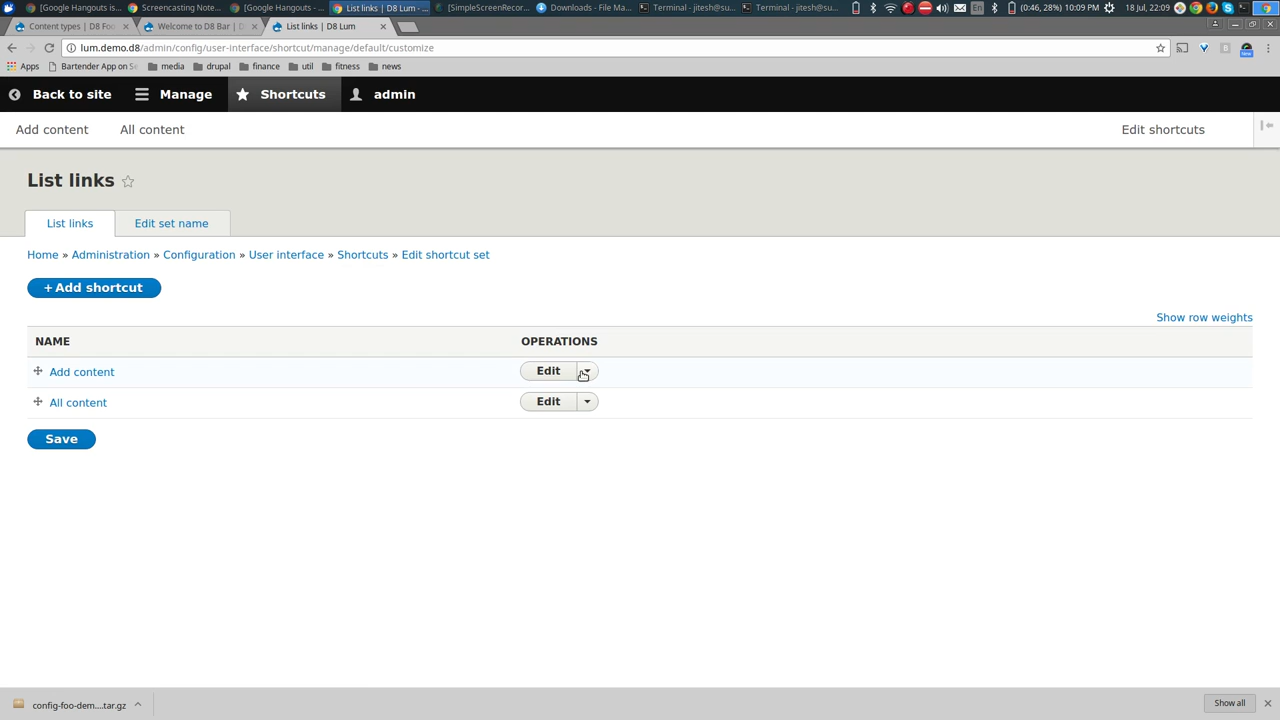 [Google Hangouts is...
Screencasting Note...
[Google Hangouts - ...
List links | D8 Lum - ...
[SimpleScreenRecor...
Downloads - File Ma...
Terminal - jitesh@su...
Terminal - jitesh@su...
En
(0:46, 28%) 10:09 PM
18 Jul, 22:09
Content types | D8 Foo
Welcome to D8 Bar | D
List links | D8 Lum
lum.demo.d8/admin/config/user-interface/shortcut/manage/default/customize
Apps
Bartender App on Se
media
drupal
finance
util
fitness
news
Back to site
Manage
Shortcuts
admin
Add content
All content
Edit shortcuts
List links
List links
Edit set name
Home » Administration » Configuration » User interface » Shortcuts » Edit shortcut set
+ Add shortcut
Show row weights
NAME
OPERATIONS
Add content
Edit
All content
Edit
Save
config-foo-dem....tar.gz
Show all